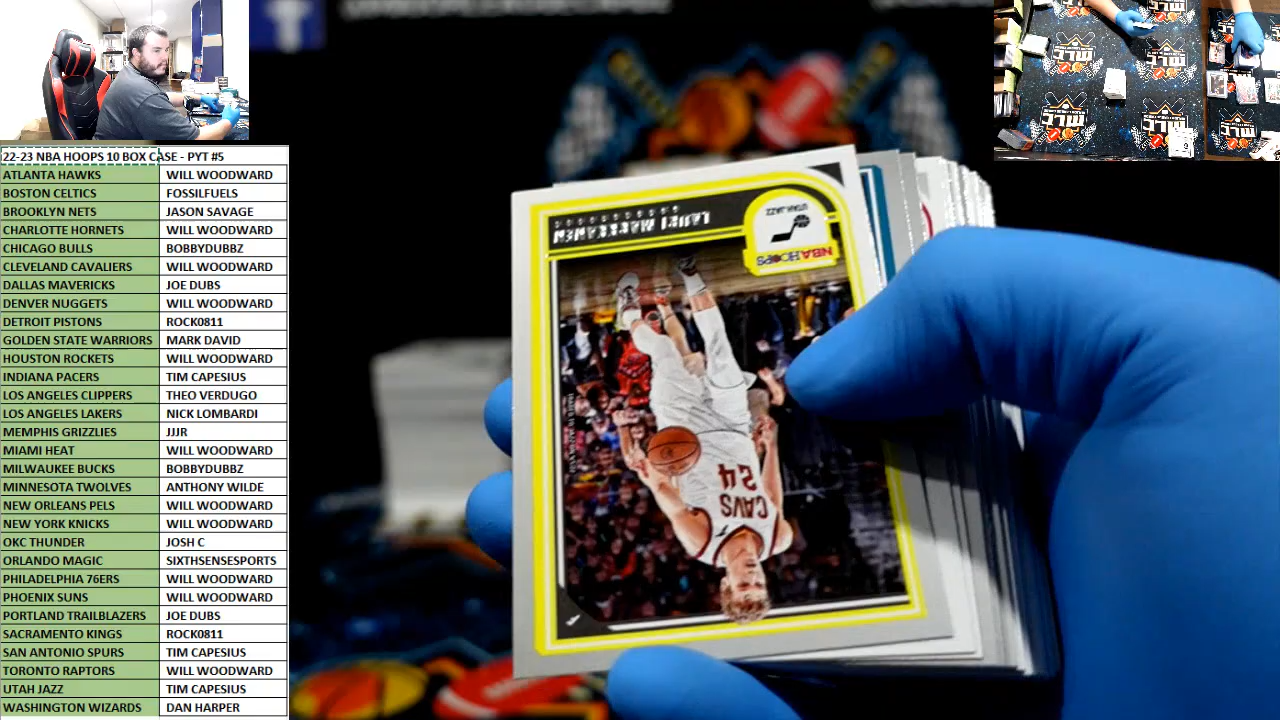 22-23 NBA HOOPS 10 BOX CASE - PYT #5
ATLANTA HAWKS WILL WOODWARD
BOSTON CELTICS FOSSILFUELS
BROOKLYN NETS JASON SAVAGE
CHARLOTTE HORNETS WILL WOODWARD
CHICAGO BULLS BOBBYDUBBZ
CLEVELAND CAVALIERS WILL WOODWARD
DALLAS MAVERICKS JOE DUBS
DENVER NUGGETS WILL WOODWARD
DETROIT PISTONS ROCK0811
GOLDEN STATE WARRIORS MARK DAVID
HOUSTON ROCKETS WILL WOODWARD
INDIANA PACERS TIM CAPESIUS
LOS ANGELES CLIPPERS THEO VERDUGO
LOS ANGELES LAKERS NICK LOMBARDI
MEMPHIS GRIZZLIES JJJR
MIAMI HEAT WILL WOODWARD
MILWAUKEE BUCKS BOBBYDUBBZ
MINNESOTA TWOLVES ANTHONY WILDE
NEW ORLEANS PELS WILL WOODWARD
NEW YORK KNICKS WILL WOODWARD
OKC THUNDER JOSH C
ORLANDO MAGIC SIXTHSENSESPORTS
PHILADELPHIA 76ERS WILL WOODWARD
PHOENIX SUNS WILL WOODWARD
PORTLAND TRAILBLAZERS JOE DUBS
SACRAMENTO KINGS ROCK0811
SAN ANTONIO SPURS TIM CAPESIUS
TORONTO RAPTORS WILL WOODWARD
UTAH JAZZ TIM CAPESIUS
WASHINGTON WIZARDS DAN HARPER
LAURI MARKKANEN
UTAH JAZZ
NBA HOOPS
CAVS
24